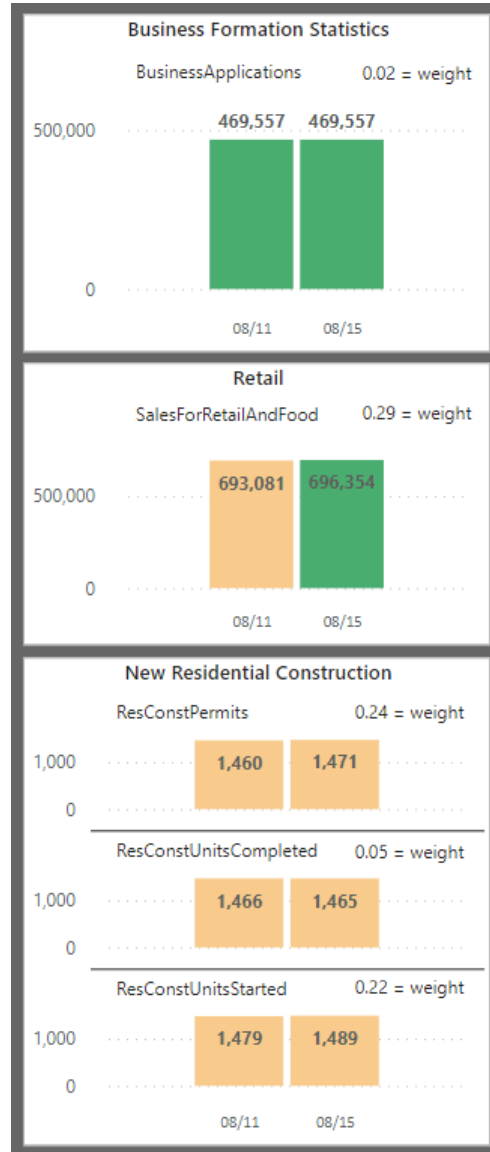 Business Formation Statistics
BusinessApplications 0.02 = weight
469,557 469,557
500,000
0
08/11 08/15
Retail
SalesForRetailAndFood 0.29 = weight
693,081 696,354
500,000
0
08/11 08/15
New Residential Construction
ResConstPermits 0.24 = weight
1,000 1,460 1,471
0
ResConstUnitsCompleted 0.05 = weight
1,000 1,466 1,465
0
ResConstUnitsStarted 0.22 = weight
1,000 1,479 1,489
0
08/11 08/15